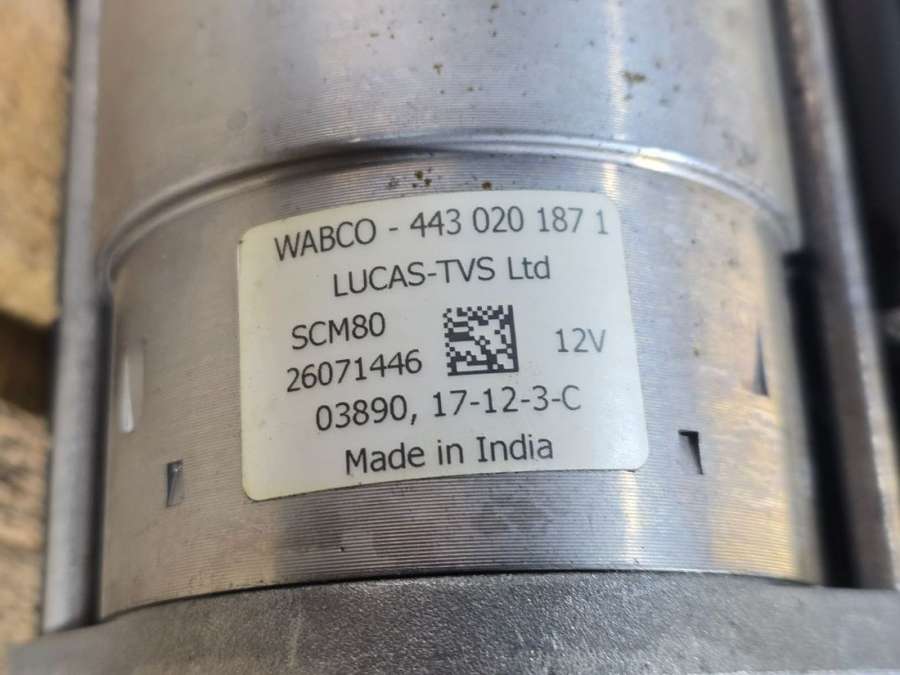 WABCO - 443 020 187 1
LUCAS-TVS Ltd
SCM80
26071446
12V
03890, 17-12-3-C
Made in India